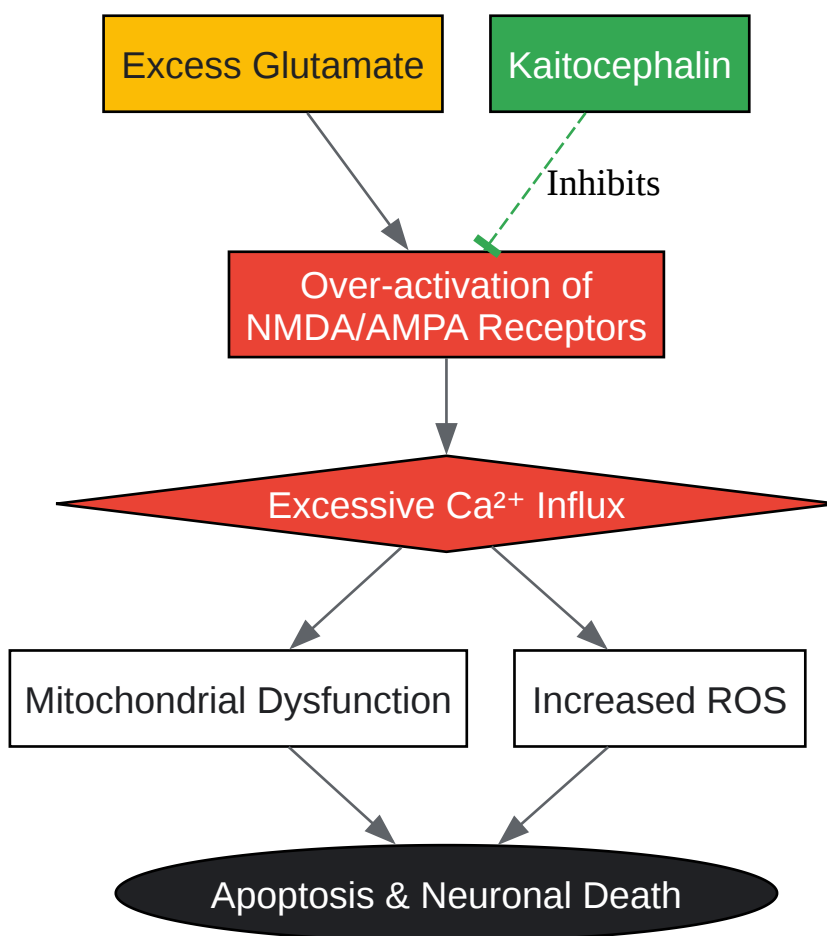 Excess Glutamate
Kaitocephalin
Inhibits
Over-activation of
NMDA/AMPA Receptors
Excessive Ca²⁺ Influx
Mitochondrial Dysfunction
Increased ROS
Apoptosis & Neuronal Death